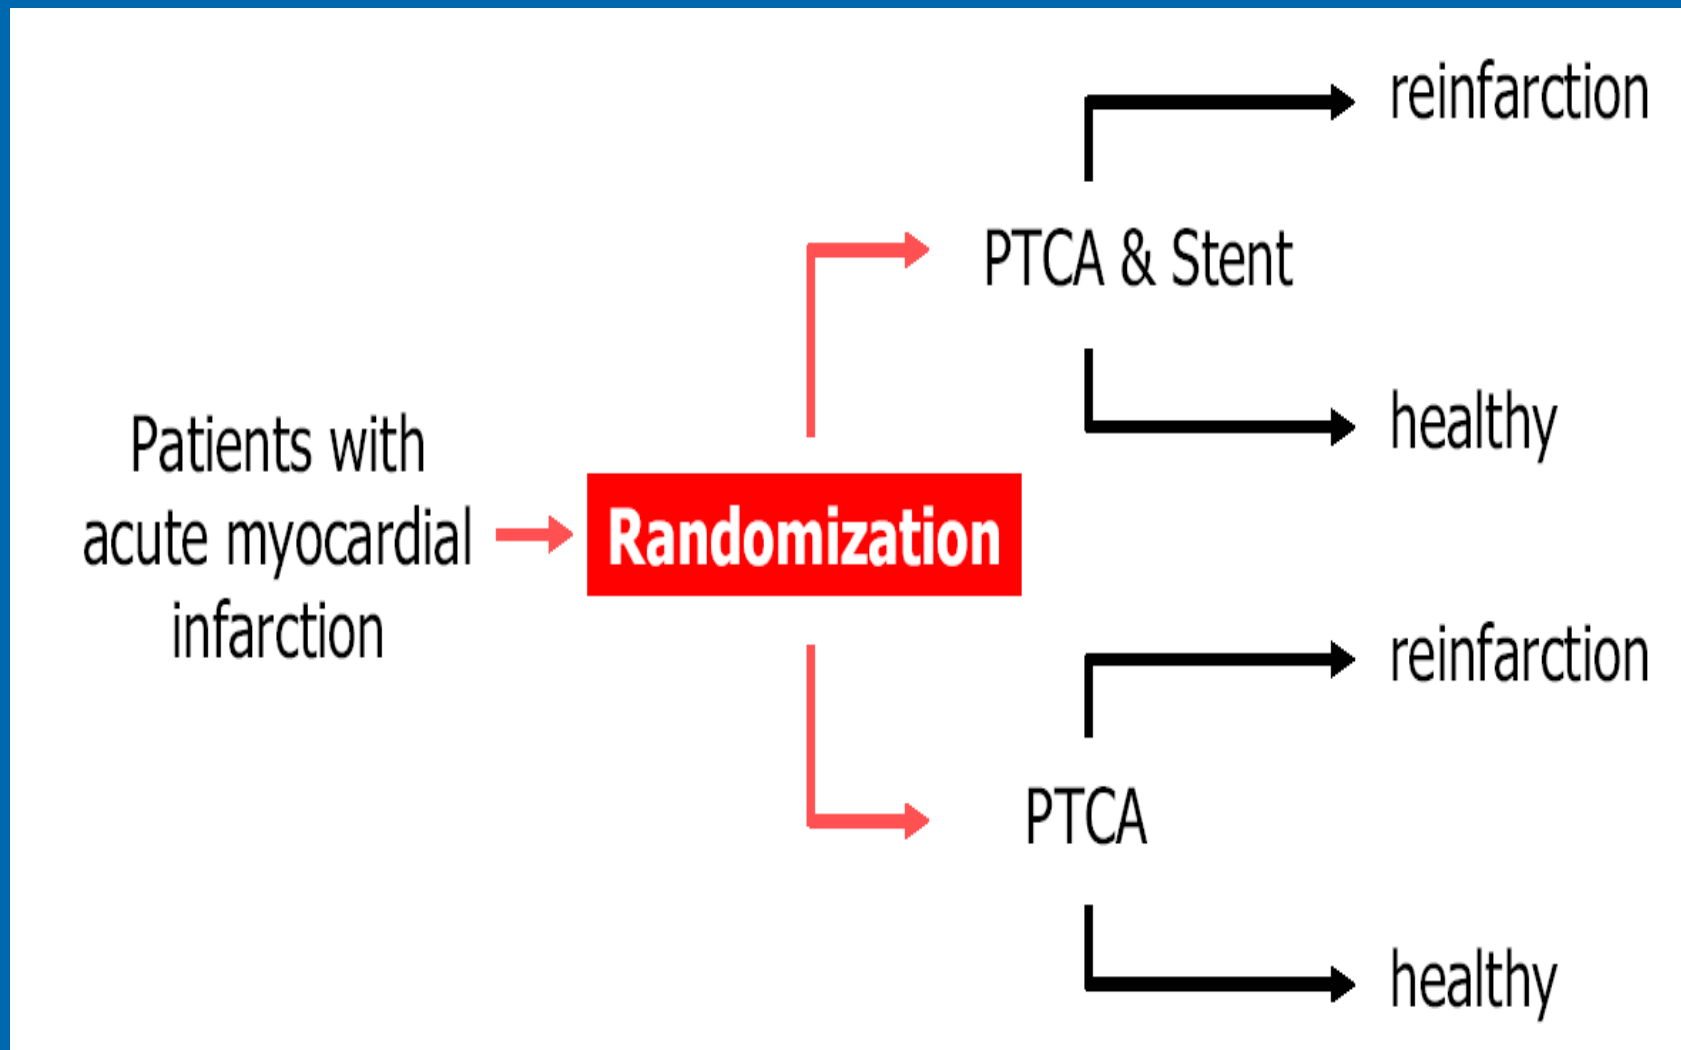 Patients with
acute myocardial
infarction
Randomization
PTCA & Stent
reinfarction
healthy
PTCA
reinfarction
healthy